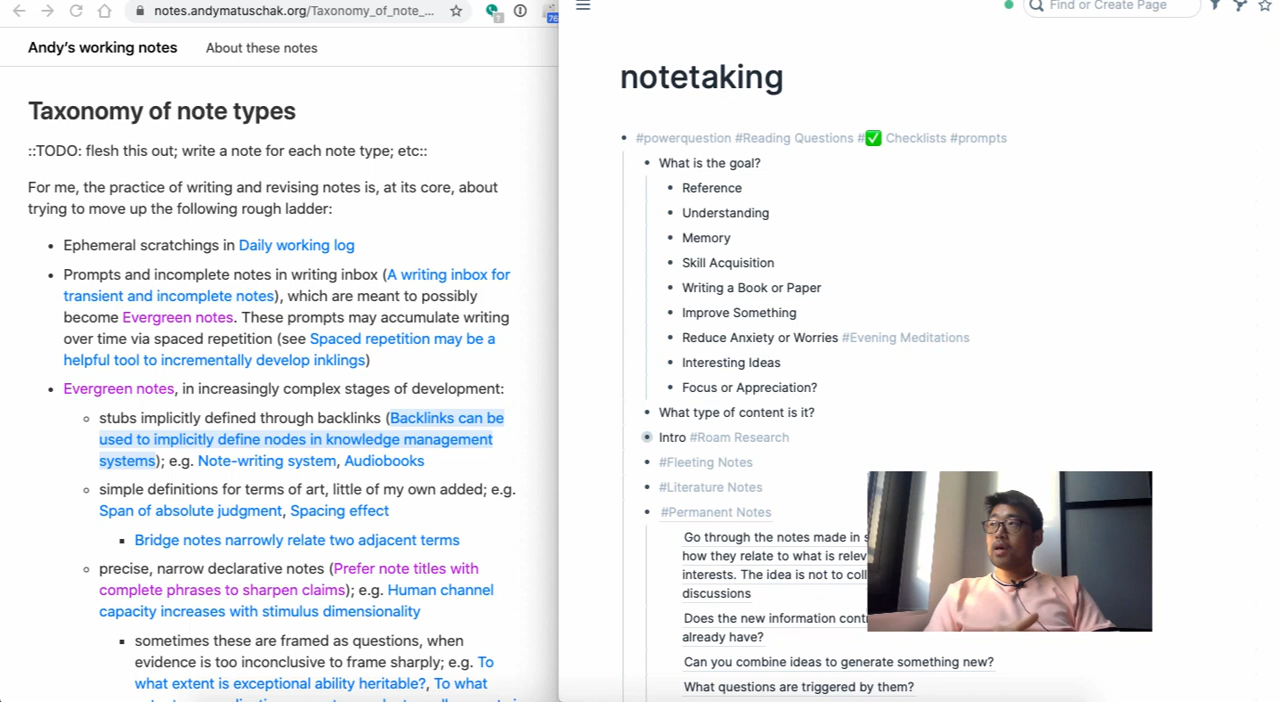 notes.andymatuschak.org/Taxonomy_of_note_...
76
Andy’s working notes
About these notes
Taxonomy of note types
::TODO: flesh this out; write a note for each note type; etc::
For me, the practice of writing and revising notes is, at its core, about
trying to move up the following rough ladder:
• Ephemeral scratchings in Daily working log
• Prompts and incomplete notes in writing inbox (A writing inbox for
transient and incomplete notes), which are meant to possibly
become Evergreen notes. These prompts may accumulate writing
over time via spaced repetition (see Spaced repetition may be a
helpful tool to incrementally develop inklings)
• Evergreen notes, in increasingly complex stages of development:
◦ stubs implicitly defined through backlinks (Backlinks can be
used to implicitly define nodes in knowledge management
systems); e.g. Note-writing system, Audiobooks
◦ simple definitions for terms of art, little of my own added; e.g.
Span of absolute judgment, Spacing effect
▪ Bridge notes narrowly relate two adjacent terms
◦ precise, narrow declarative notes (Prefer note titles with
complete phrases to sharpen claims); e.g. Human channel
capacity increases with stimulus dimensionality
▪ sometimes these are framed as questions, when
evidence is too inconclusive to frame sharply; e.g. To
what extent is exceptional ability heritable?, To what
Find or Create Page
notetaking
• #powerquestion #Reading Questions #✅ Checklists #prompts
• What is the goal?
• Reference
• Understanding
• Memory
• Skill Acquisition
• Writing a Book or Paper
• Improve Something
• Reduce Anxiety or Worries #Evening Meditations
• Interesting Ideas
• Focus or Appreciation?
• What type of content is it?
• Intro #Roam Research
• #Fleeting Notes
• #Literature Notes
• #Permanent Notes
Go through the notes made in
how they relate to what is
interests. The idea is not to
discussions
Does the new information
already have?
Can you combine ideas to generate something new?
What questions are triggered by them?